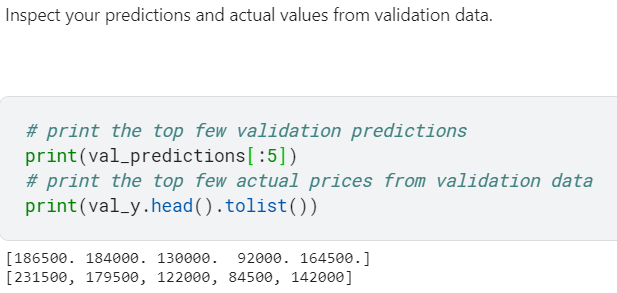 Inspect your predictions and actual values from validation data.
# print the top few validation predictions
print(val_predictions[:5])
# print the top few actual prices from validation data
print(val_y.head().tolist())
[186500. 184000. 130000.  92000. 164500.]
[231500, 179500, 122000, 84500, 142000]